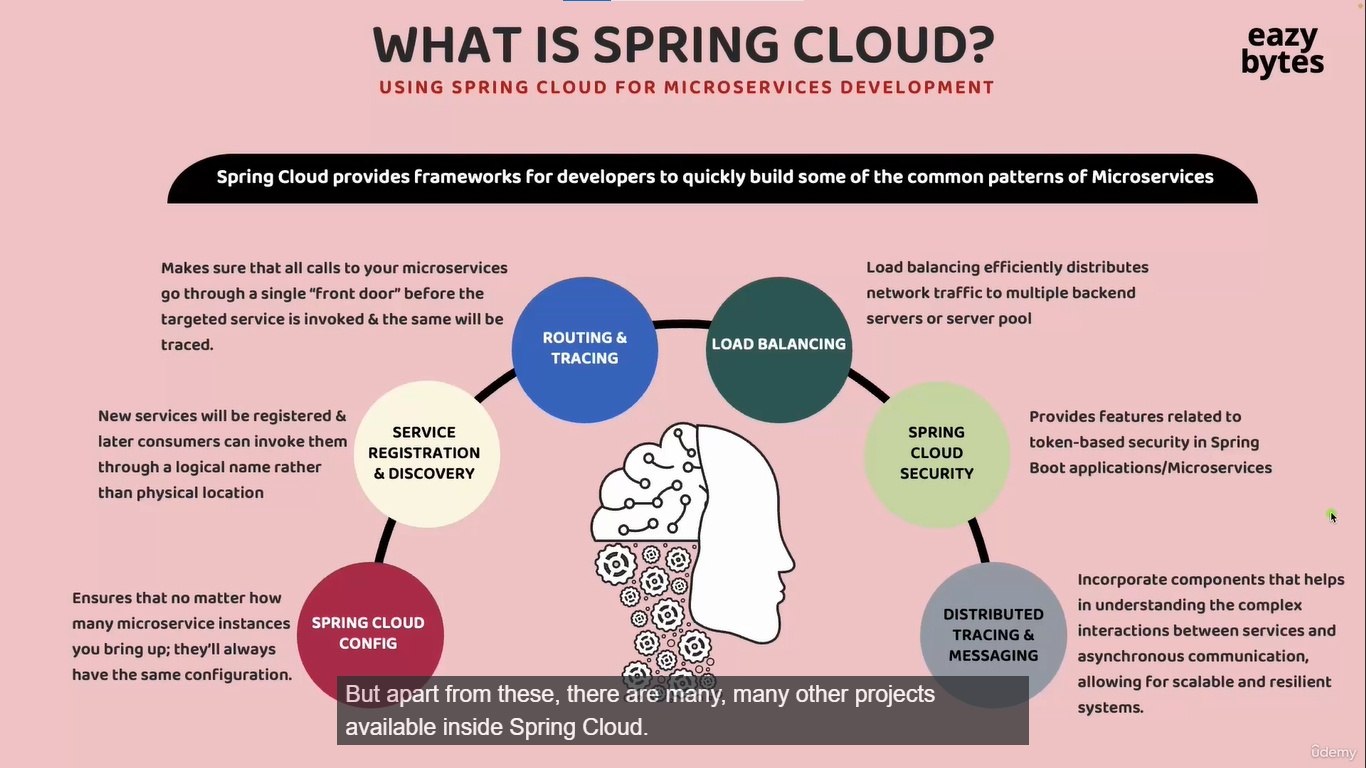 WHAT IS SPRING CLOUD?
USING SPRING CLOUD FOR MICROSERVICES DEVELOPMENT
eazy
bytes
Spring Cloud provides frameworks for developers to quickly build some of the common patterns of Microservices
Makes sure that all calls to your microservices
go through a single “front door” before the
targeted service is invoked & the same will be
traced.
ROUTING &
TRACING
LOAD BALANCING
Load balancing efficiently distributes
network traffic to multiple backend
servers or server pool
New services will be registered &
later consumers can invoke them
through a logical name rather
than physical location
SERVICE
REGISTRATION
& DISCOVERY
SPRING
CLOUD
SECURITY
Provides features related to
token-based security in Spring
Boot applications/Microservices
Ensures that no matter how
many microservice instances
you bring up; they'll always
have the same configuration.
SPRING CLOUD
CONFIG
DISTRIBUTED
TRACING &
MESSAGING
Incorporate components that helps
in understanding the complex
interactions between services and
asynchronous communication,
allowing for scalable and resilient
systems.
But apart from these, there are many, many other projects
available inside Spring Cloud.
ûdemy